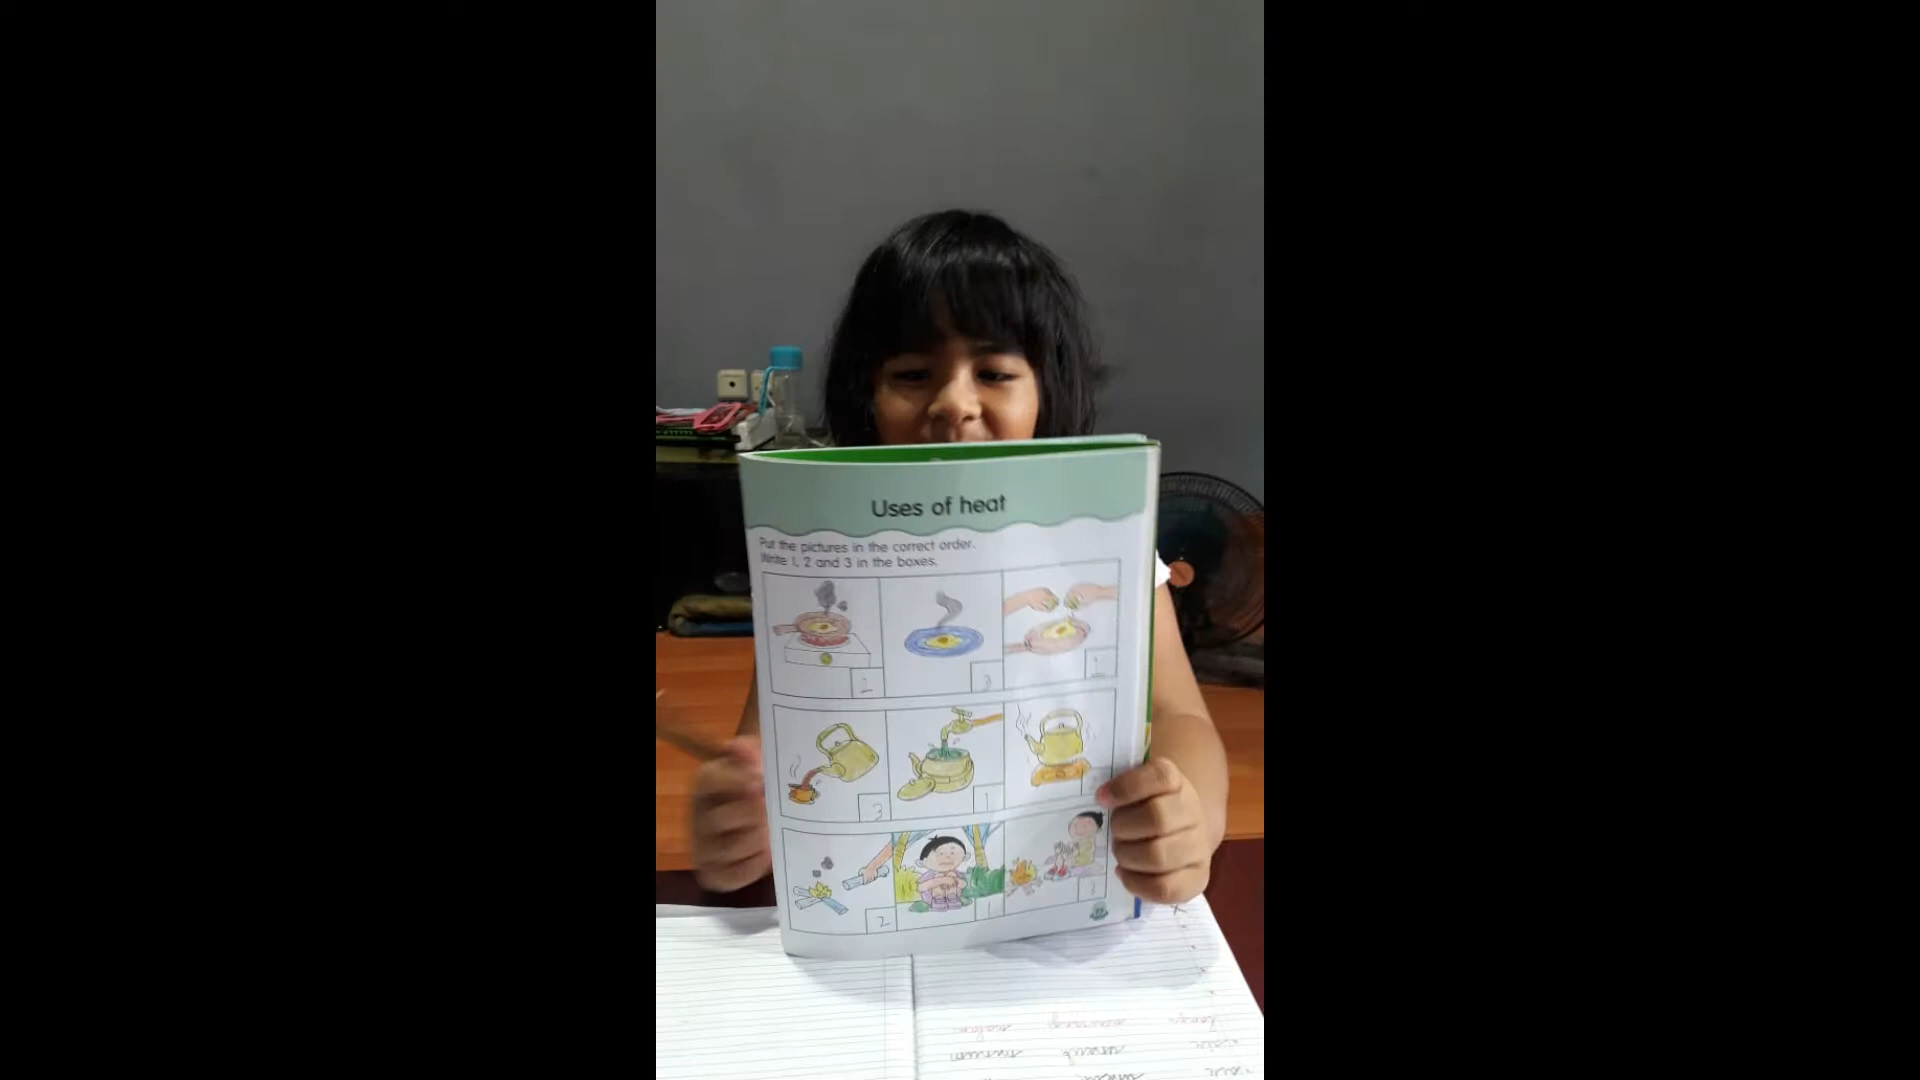 Uses of heat
Put the pictures in the correct order.
Write 1, 2 and 3 in the boxes.
2 3 1
3 1
2 1 3